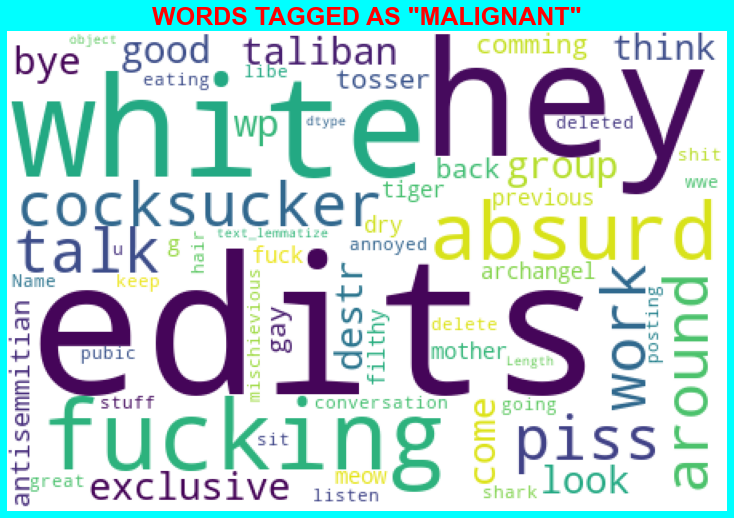 WORDS TAGGED AS "MALIGNANT"
object
bye
good
taliban
comming
think
hey
eating
libe
tosser
white
wp
dtype
deleted
shit
back
group
wwe
cocksucker
tiger
previous
talk
u
g
text_lemmatize
dry
absurd
hair
fuck
annoyed
archangel
Name
keep
edits
mischievious
gay
destr
filthy
delete
work
posting
around
pubic
mother
Length
antisemmitian
stuff
conversation
come
going
fucking
sit
piss
great
exclusive
meow
listen
shark
look